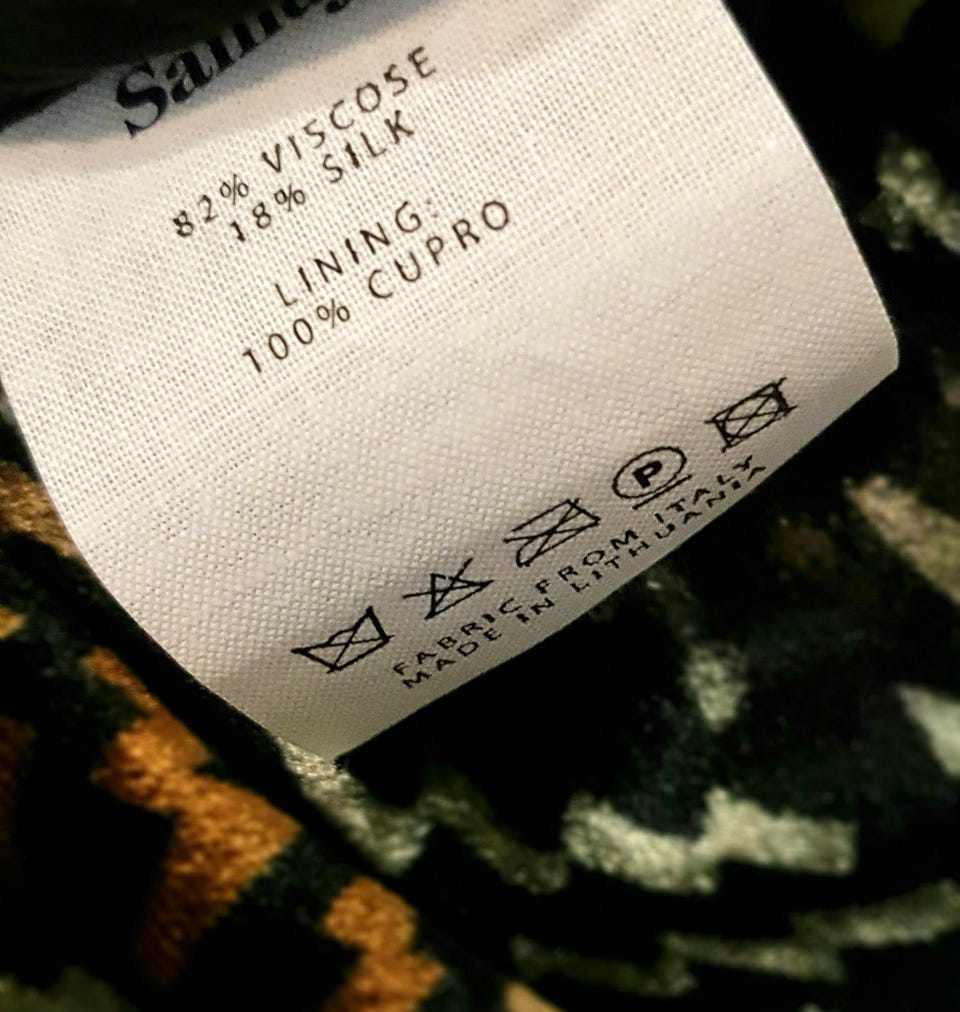 82% VISCOSE
18% SILK
LINING:
100% CUPRO
P
FABRIC FROM ITALY
MADE IN LITHUANIA